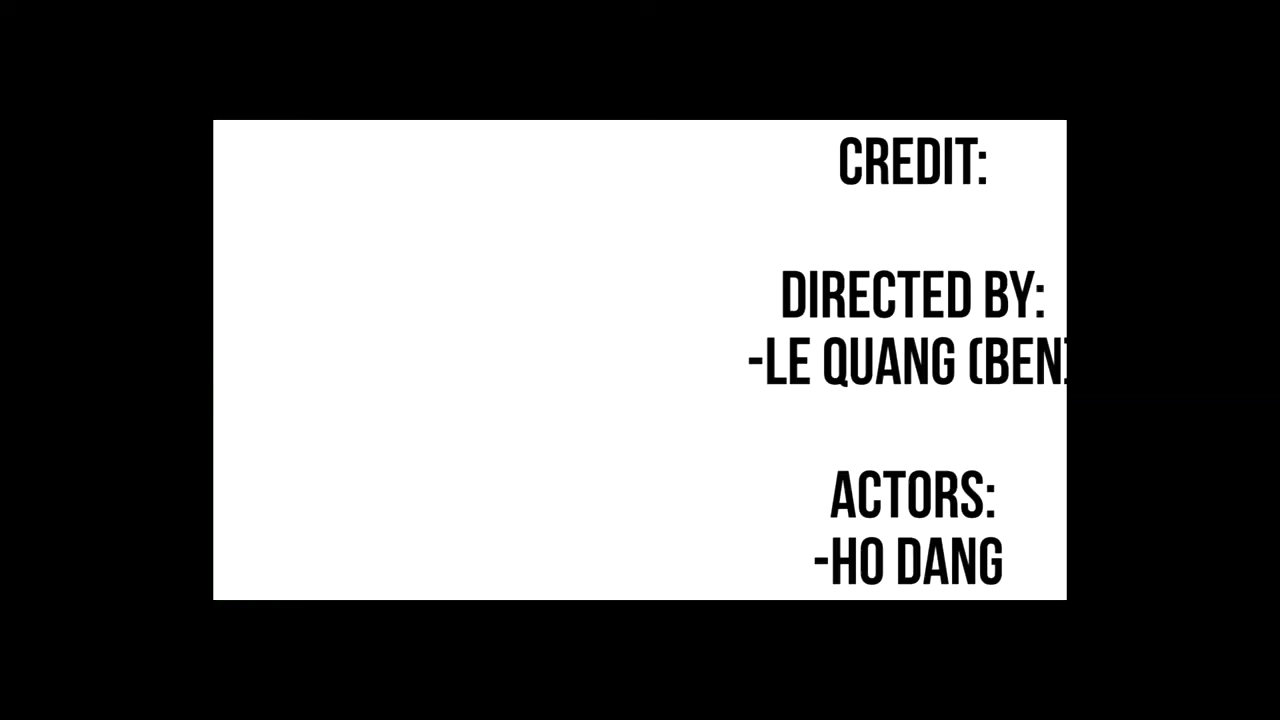 CREDIT:
DIRECTED BY:
-LE QUANG (BEN)
ACTORS:
-HO DANG